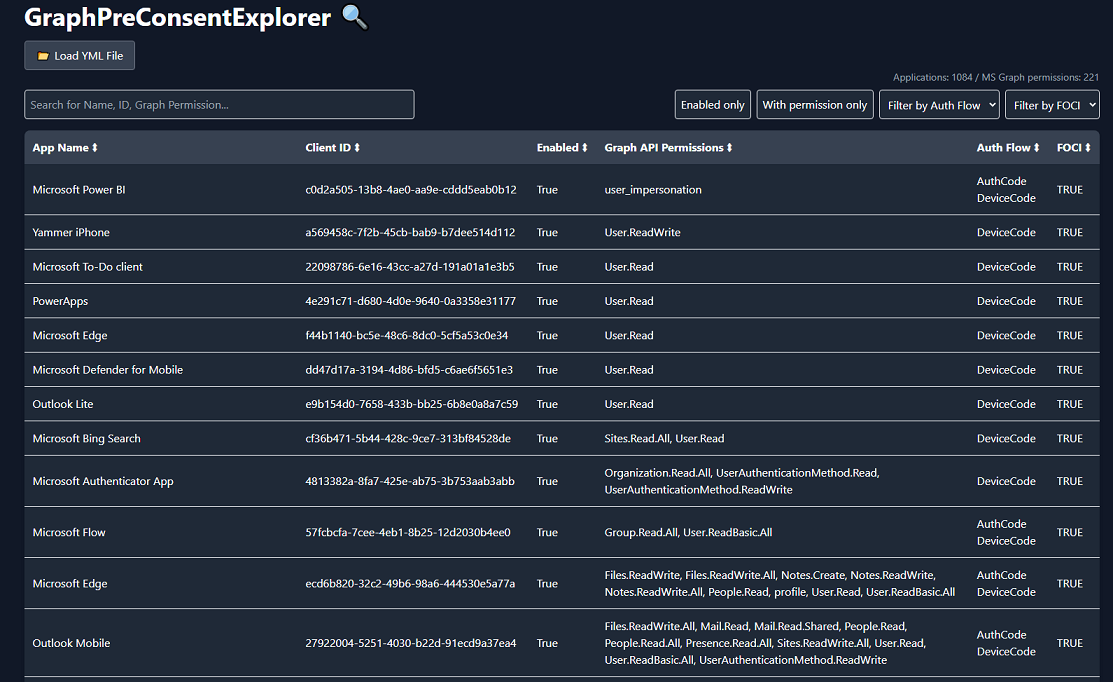 GraphPreConsentExplorer
Load YML File
Applications: 1084 / MS Graph permissions: 221
Search for Name, ID, Graph Permission...
Enabled only
With permission only
Filter by Auth Flow
Filter by FOCI
App Name Client ID Enabled Graph API Permissions Auth Flow FOCI
Microsoft Power BI c0d2a505-13b8-4ae0-aa9e-cddd5eab0b12 True user_impersonation AuthCode
DeviceCode TRUE
Yammer iPhone a569458c-7f2b-45cb-bab9-b7dee514d112 True User.ReadWrite DeviceCode TRUE
Microsoft To-Do client 22098786-6e16-43cc-a27d-191a01a1e3b5 True User.Read DeviceCode TRUE
PowerApps 4e291c71-d680-4d0e-9640-0a3358e31177 True User.Read DeviceCode TRUE
Microsoft Edge f44b1140-bc5e-48c6-8dc0-5cf5a53c0e34 True User.Read DeviceCode TRUE
Microsoft Defender for Mobile dd47d17a-3194-4d86-bfd5-c6ae6f5651e3 True User.Read DeviceCode TRUE
Outlook Lite e9b154d0-7658-433b-bb25-6b8e0a8a7c59 True User.Read DeviceCode TRUE
Microsoft Bing Search cf36b471-5b44-428c-9ce7-313bf84528de True Sites.Read.All, User.Read DeviceCode TRUE
Microsoft Authenticator App 4813382a-8fa7-425e-ab75-3b753aab3abb True Organization.Read.All, UserAuthenticationMethod.Read,
UserAuthenticationMethod.ReadWrite DeviceCode TRUE
Microsoft Flow 57fcbcfa-7cee-4eb1-8b25-12d2030b4ee0 True Group.Read.All, User.ReadBasic.All AuthCode
DeviceCode TRUE
Microsoft Edge ecd6b820-32c2-49b6-98a6-444530e5a77a True Files.ReadWrite, Files.ReadWrite.All, Notes.Create, Notes.ReadWrite, AuthCode
Notes.ReadWrite.All, People.Read, profile, User.Read, User.ReadBasic.All DeviceCode TRUE
Outlook Mobile 27922004-5251-4030-b22d-91ecd9a37ea4 True Files.ReadWrite.All, Mail.Read, Mail.Read.Shared, People.Read, AuthCode
People.Read.All, Presence.Read.All, Sites.ReadWrite.All, User.Read, DeviceCode TRUE
User.ReadBasic.All, UserAuthenticationMethod.ReadWrite